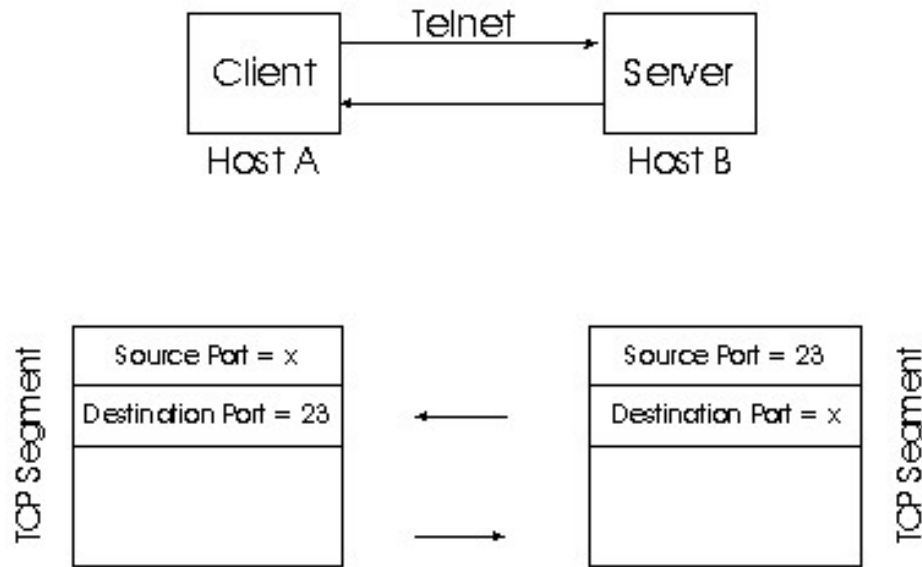 Telnet
Client
Server
Host A
Host B
TCP Segment
Source Port = x
Destination Port = 23
Source Port = 23
Destination Port = x
TCP Segment